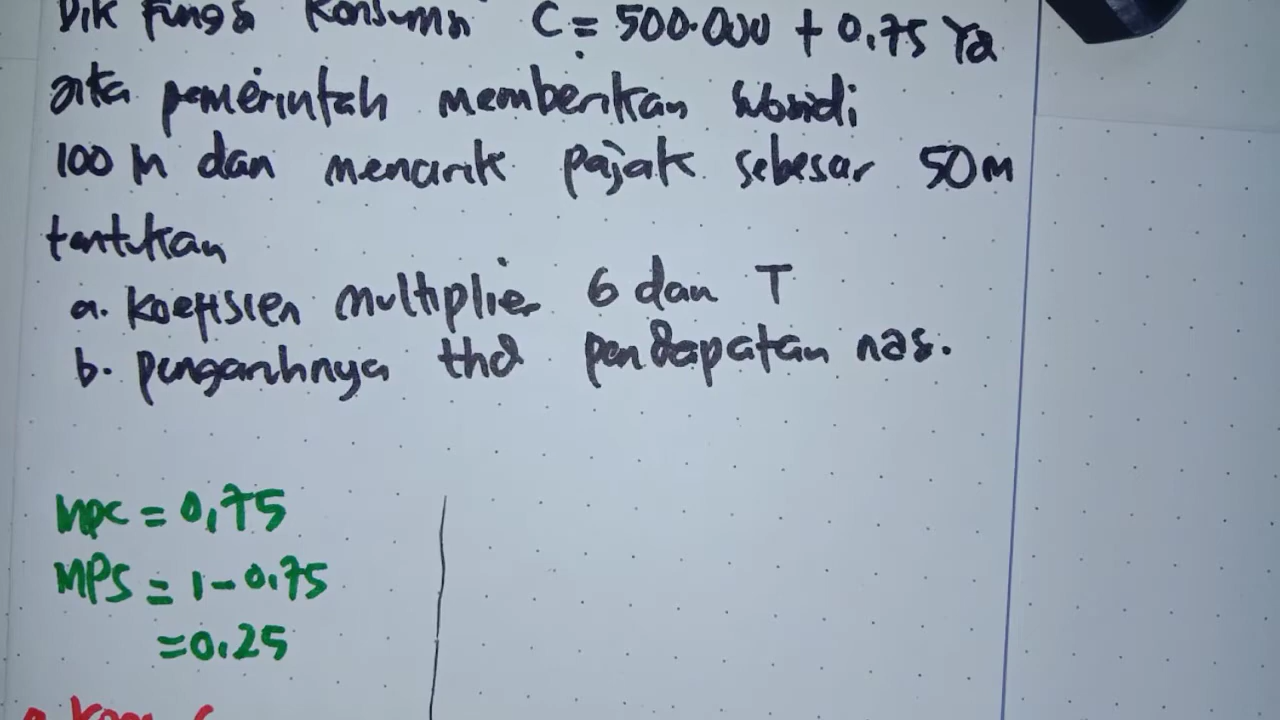 Dik Fungsi Konsumsi C = 500.000 + 0,75 Yd
Jika pemerintah memberikan subsidi
100 M dan menarik pajak sebesar 50 M
tentukan
a. Koefisien Multiplier G dan T
b. pengaruhnya thd pendapatan nas.
MPC = 0,75
MPS = 1 - 0.75
= 0.25